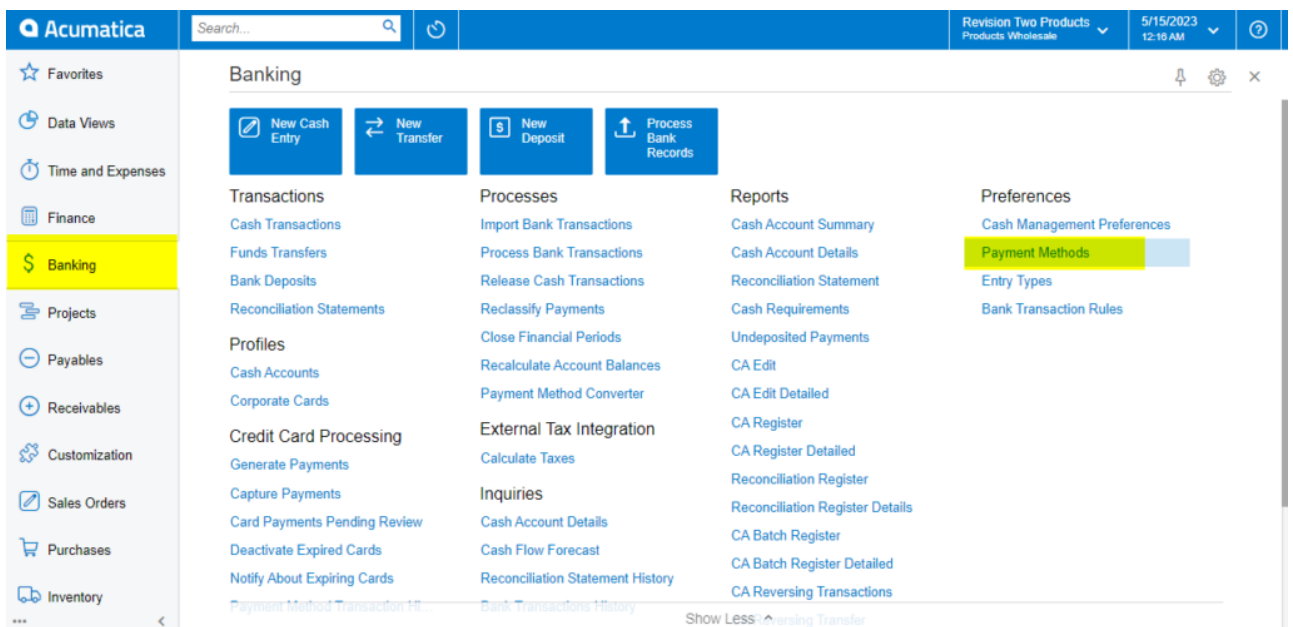 Acumatica
Search...
Revision Two Products
Products Wholesale
5/15/2023
12:16 AM
Favorites
Data Views
Time and Expenses
Finance
Banking
Projects
Payables
Receivables
Customization
Sales Orders
Purchases
Inventory
Banking
New Cash
Entry
New
Transfer
New
Deposit
Process
Bank
Records
Transactions
Cash Transactions
Funds Transfers
Bank Deposits
Reconciliation Statements
Profiles
Cash Accounts
Corporate Cards
Credit Card Processing
Generate Payments
Capture Payments
Card Payments Pending Review
Deactivate Expired Cards
Notify About Expiring Cards
Payment Method Transaction Hi...
Processes
Import Bank Transactions
Process Bank Transactions
Release Cash Transactions
Reclassify Payments
Close Financial Periods
Recalculate Account Balances
Payment Method Converter
External Tax Integration
Calculate Taxes
Inquiries
Cash Account Details
Cash Flow Forecast
Reconciliation Statement History
Bank Transactions History
Reports
Cash Account Summary
Cash Account Details
Reconciliation Statement
Cash Requirements
Undeposited Payments
CA Edit
CA Edit Detailed
CA Register
CA Register Detailed
Reconciliation Register
Reconciliation Register Details
CA Batch Register
CA Batch Register Detailed
CA Reversing Transactions
Transfer
Preferences
Cash Management Preferences
Payment Methods
Entry Types
Bank Transaction Rules
Show Less